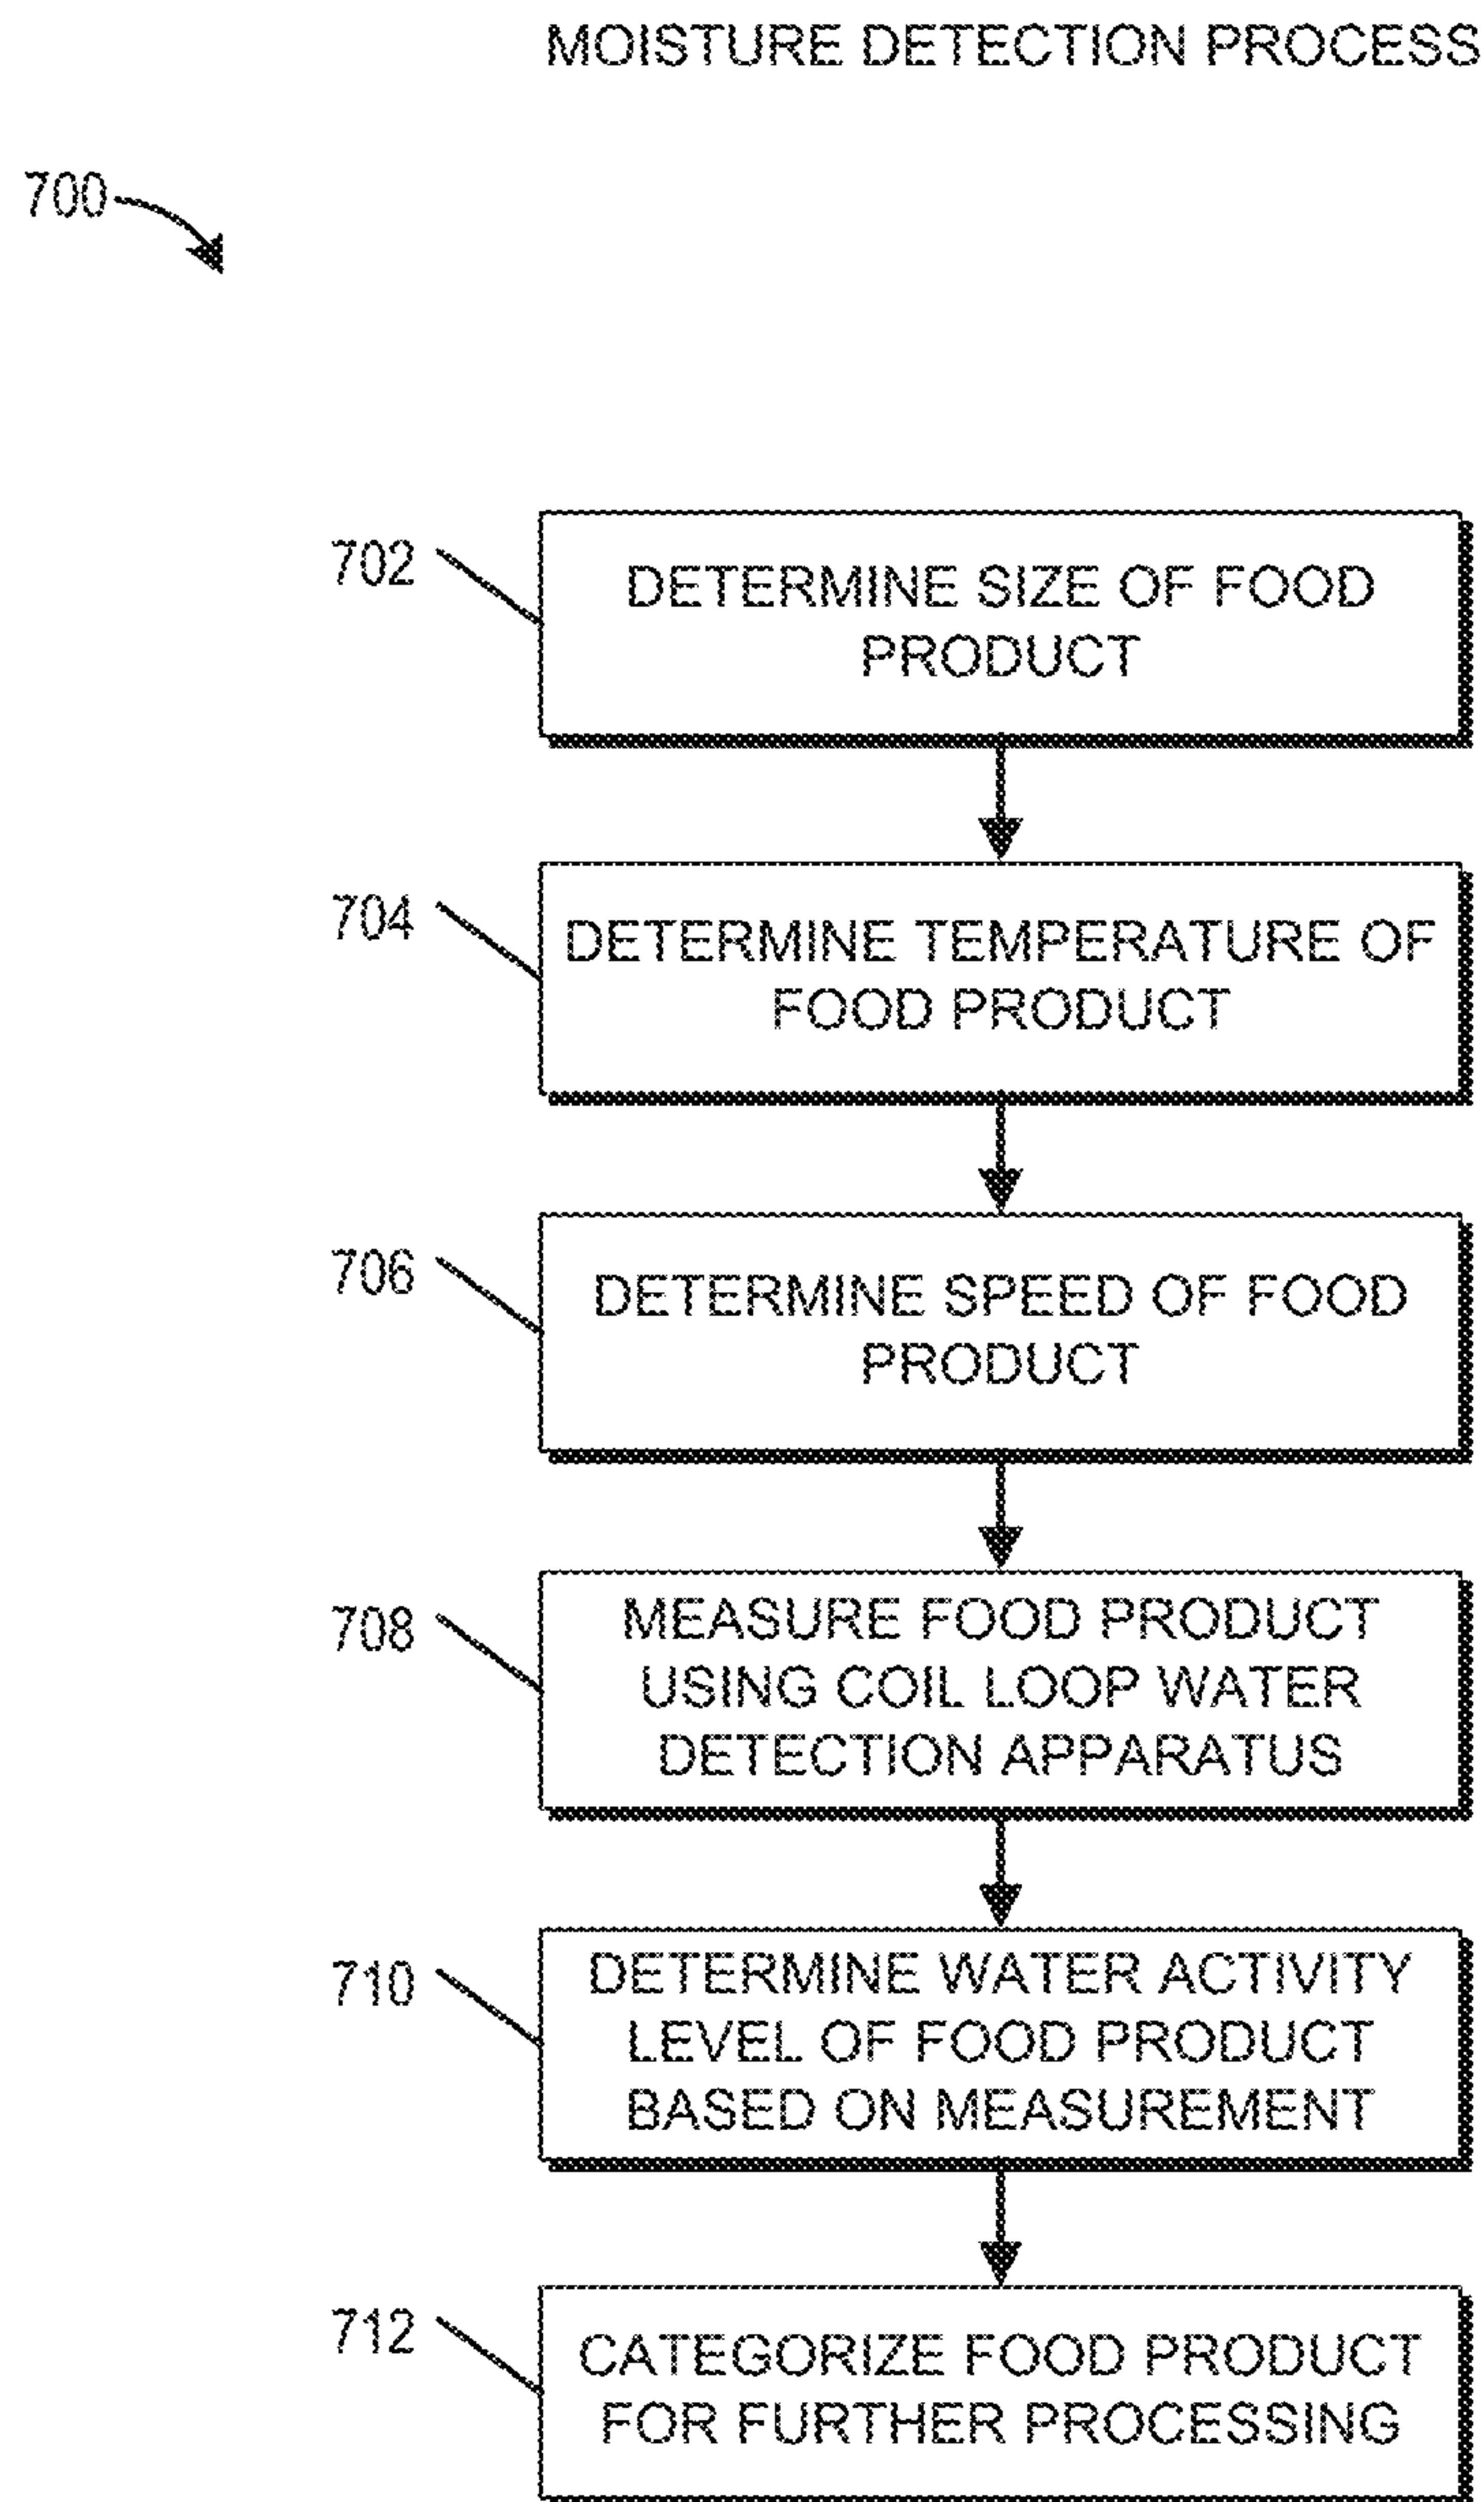 MOISTURE DETECTION PROCESS
700
702
DETERMINE SIZE OF FOOD
PRODUCT
704
DETERMINE TEMPERATURE OF
FOOD PRODUCT
706
DETERMINE SPEED OF FOOD
PRODUCT
708
MEASURE FOOD PRODUCT
USING COIL LOOP WATER
DETECTION APPARATUS
710
DETERMINE WATER ACTIVITY
LEVEL OF FOOD PRODUCT
BASED ON MEASUREMENT
712
CATEGORIZE FOOD PRODUCT
FOR FURTHER PROCESSING